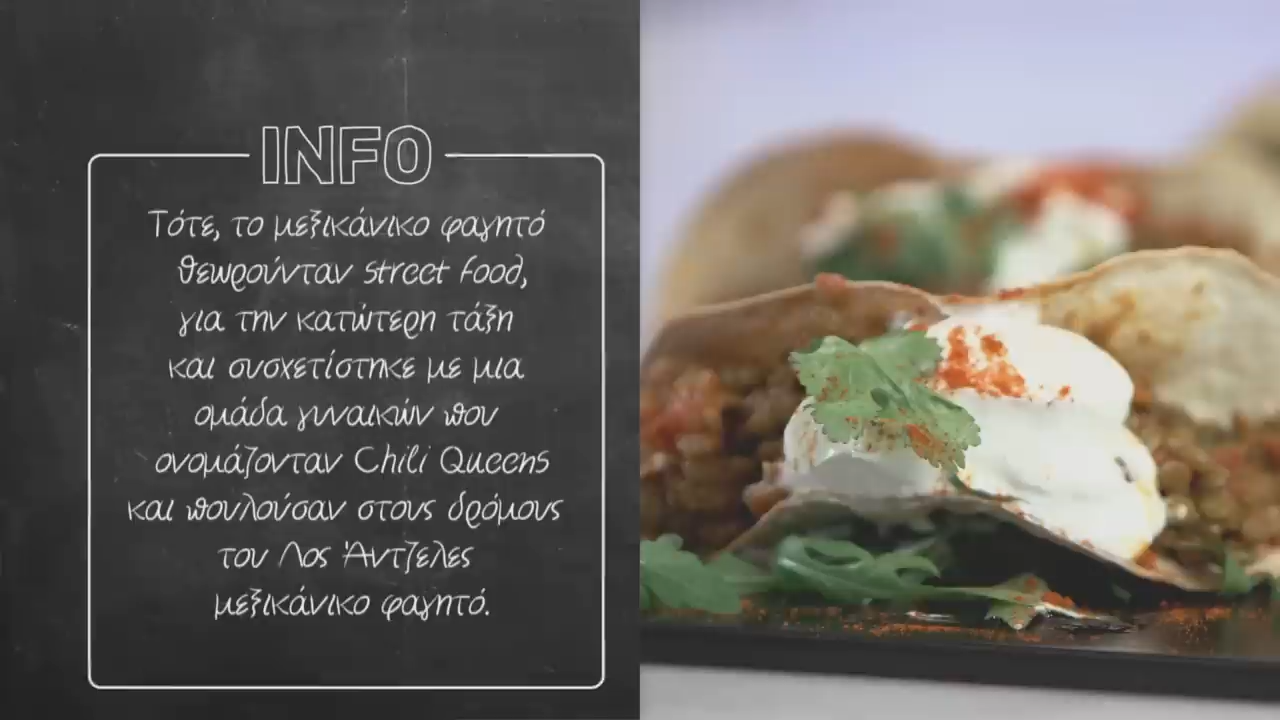 INFO
Τότε, το μεξικάνικο φαγητό
θεωρούνταν street food,
για την κατώτερη τάξη
και συσχετίστηκε με μια
ομάδα γυναικών που
ονομάζονταν Chili Queens
και πουλούσαν στους δρόμους
του Λος Άντζελες
μεξικάνικο φαγητό.